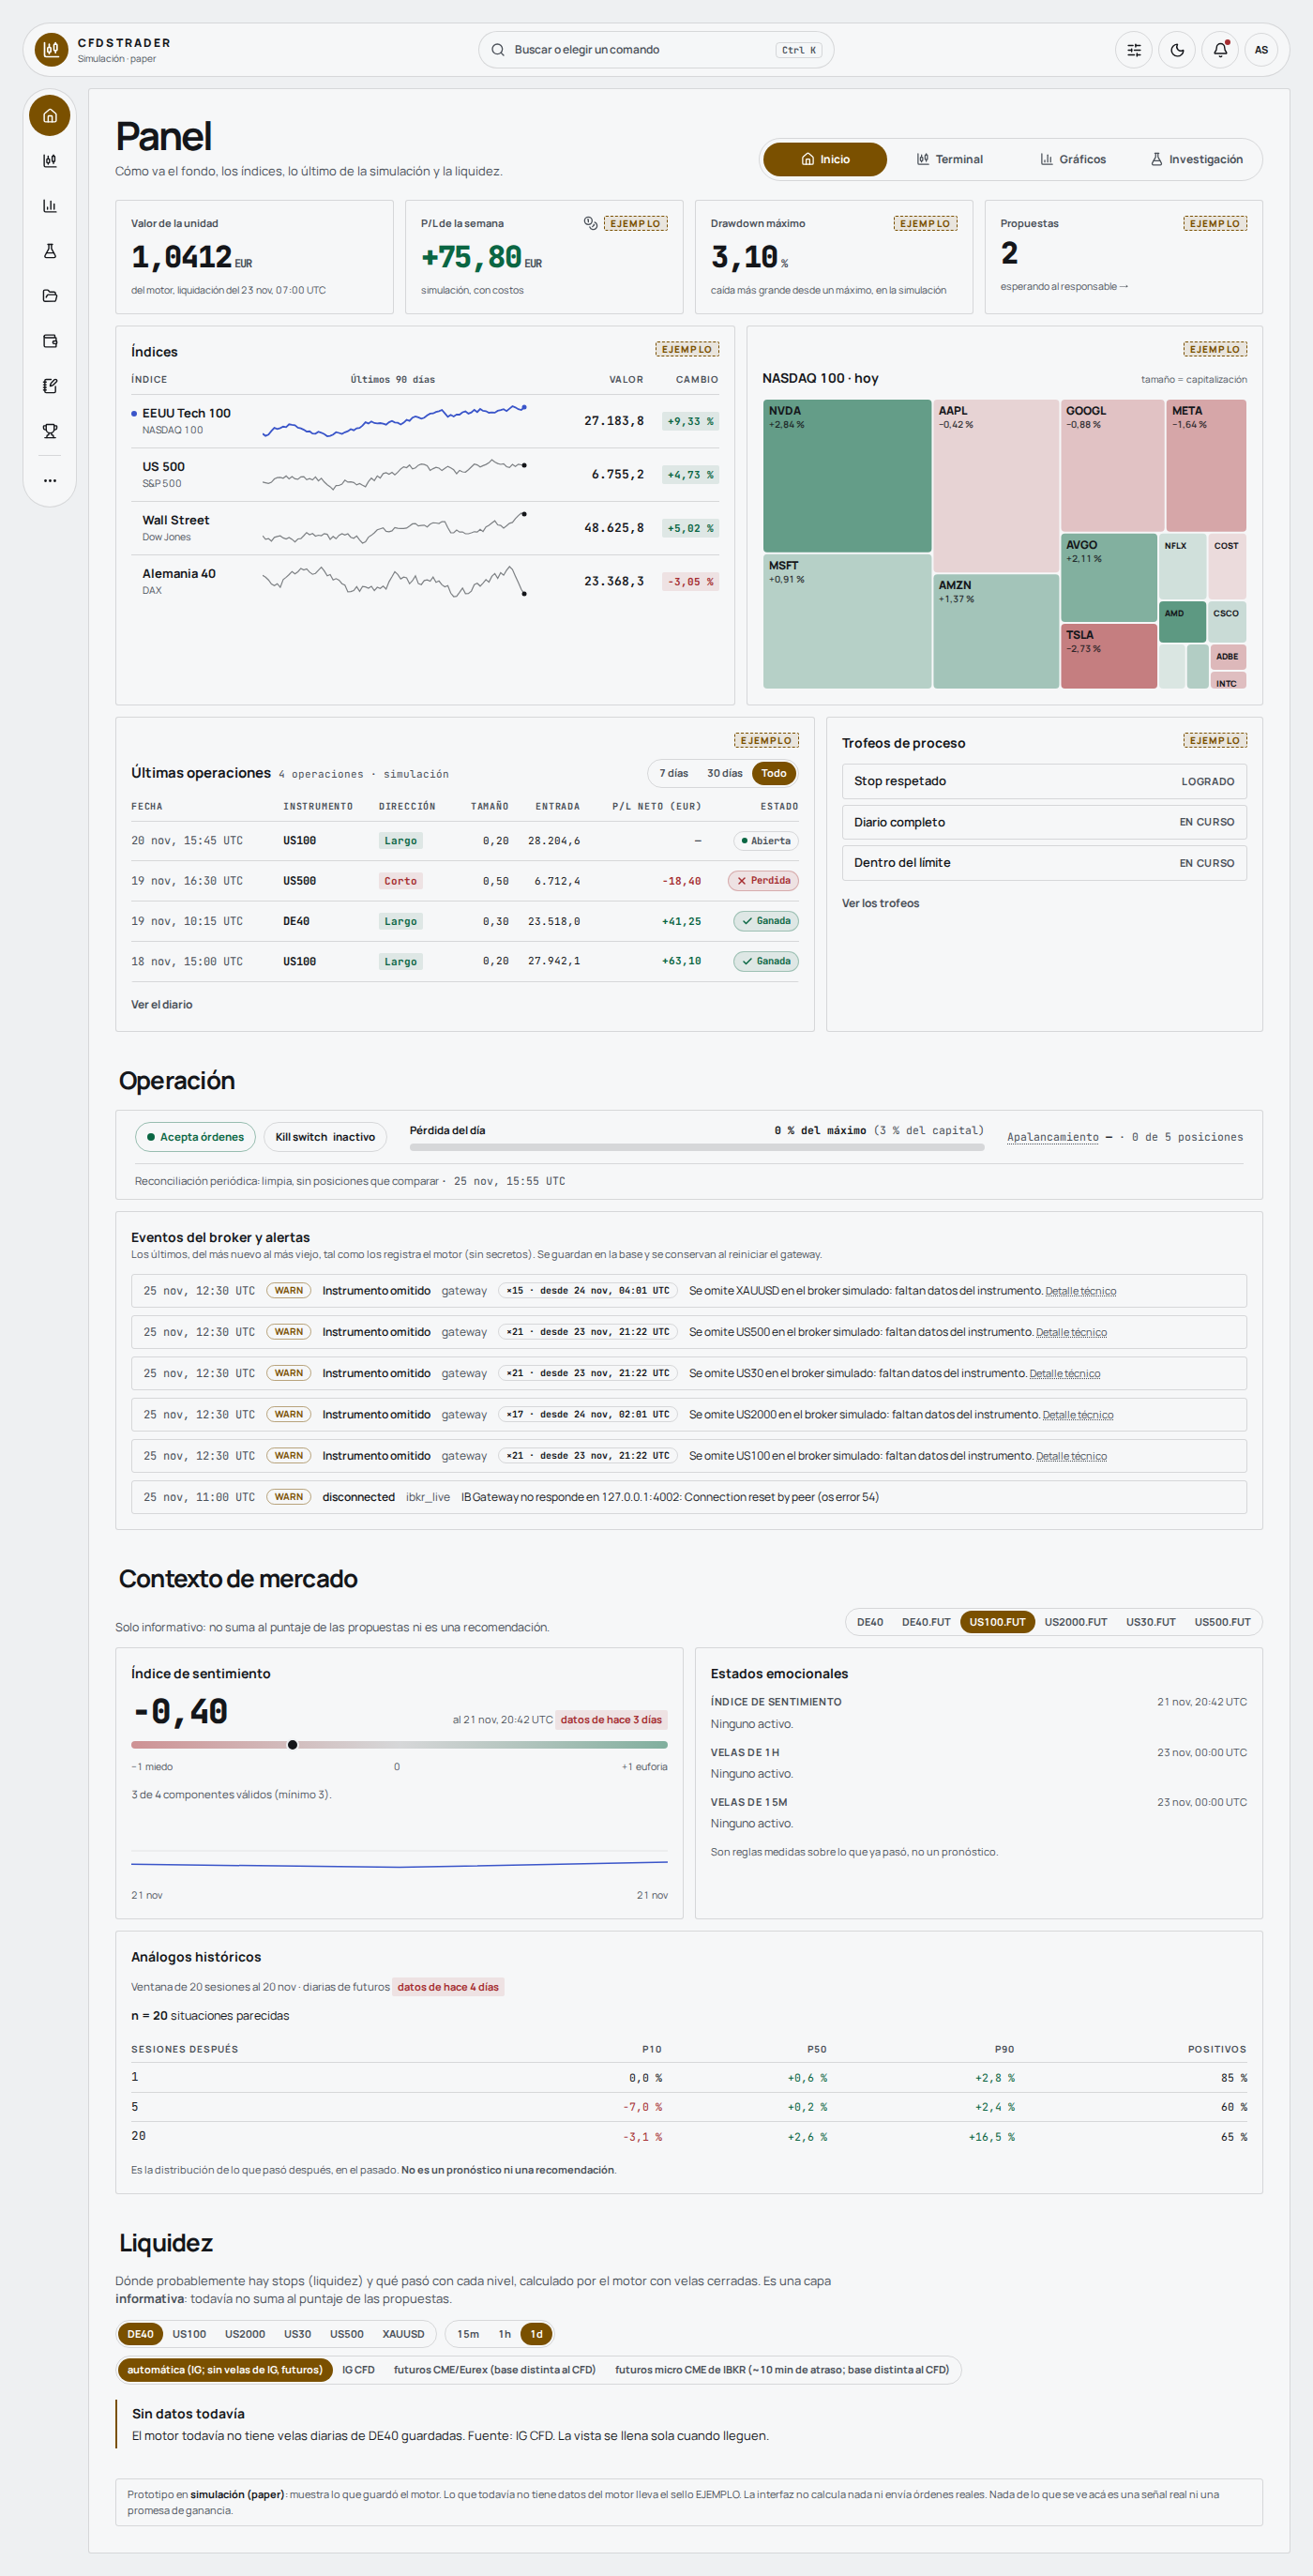 CFDSTRADER
Simulación · paper
Buscar o elegir un comando
Ctrl K
AS
Panel
Cómo va el fondo, los índices, lo último de la simulación y la liquidez.
Inicio Terminal Gráficos Investigación
Valor de la unidad
1,0412 EUR
del motor, liquidación del 23 nov, 07:00 UTC
P/L de la semana EJEMPLO
+75,80 EUR
simulación, con costos
Drawdown máximo EJEMPLO
3,10 %
caída más grande desde un máximo, en la simulación
Propuestas EJEMPLO
2
esperando al responsable →
Índices EJEMPLO
ÍNDICE Últimos 90 días VALOR CAMBIO
EEUU Tech 100 27.183,8 +9,33 %
NASDAQ 100
US 500 6.755,2 +4,73 %
S&P 500
Wall Street 48.625,8 +5,02 %
Dow Jones
Alemania 40 23.368,3 -3,05 %
DAX
EJEMPLO
NASDAQ 100 · hoy tamaño = capitalización
NVDA
+2,84 %
AAPL
−0,42 %
GOOGL
−0,88 %
META
−1,64 %
MSFT
+0,91 %
AMZN
+1,37 %
AVGO
+2,11 %
NFLX
COST
AMD
CSCO
TSLA
−2,73 %
ADBE
INTC
EJEMPLO
Últimas operaciones 4 operaciones · simulación 7 días 30 días Todo
FECHA INSTRUMENTO DIRECCIÓN TAMAÑO ENTRADA P/L NETO (EUR) ESTADO
20 nov, 15:45 UTC US100 Largo 0,20 28.204,6 — Abierta
19 nov, 16:30 UTC US500 Corto 0,50 6.712,4 -18,40 Perdida
19 nov, 10:15 UTC DE40 Largo 0,30 23.518,0 +41,25 Ganada
18 nov, 15:00 UTC US100 Largo 0,20 27.942,1 +63,10 Ganada
Ver el diario
Trofeos de proceso EJEMPLO
Stop respetado LOGRADO
Diario completo EN CURSO
Dentro del límite EN CURSO
Ver los trofeos
Operación
Acepta órdenes Kill switch inactivo Pérdida del día 0 % del máximo (3 % del capital) Apalancamiento — · 0 de 5 posiciones
Reconciliación periódica: limpia, sin posiciones que comparar · 25 nov, 15:55 UTC
Eventos del broker y alertas
Los últimos, del más nuevo al más viejo, tal como los registra el motor (sin secretos). Se guardan en la base y se conservan al reiniciar el gateway.
25 nov, 12:30 UTC WARN Instrumento omitido gateway ×15 · desde 24 nov, 04:01 UTC Se omite XAUUSD en el broker simulado: faltan datos del instrumento. Detalle técnico
25 nov, 12:30 UTC WARN Instrumento omitido gateway ×21 · desde 23 nov, 21:22 UTC Se omite US500 en el broker simulado: faltan datos del instrumento. Detalle técnico
25 nov, 12:30 UTC WARN Instrumento omitido gateway ×21 · desde 23 nov, 21:22 UTC Se omite US30 en el broker simulado: faltan datos del instrumento. Detalle técnico
25 nov, 12:30 UTC WARN Instrumento omitido gateway ×17 · desde 24 nov, 02:01 UTC Se omite US2000 en el broker simulado: faltan datos del instrumento. Detalle técnico
25 nov, 12:30 UTC WARN Instrumento omitido gateway ×21 · desde 23 nov, 21:22 UTC Se omite US100 en el broker simulado: faltan datos del instrumento. Detalle técnico
25 nov, 11:00 UTC WARN disconnected ibkr_live IB Gateway no responde en 127.0.0.1:4002: Connection reset by peer (os error 54)
Contexto de mercado
Solo informativo: no suma al puntaje de las propuestas ni es una recomendación.
DE40 DE40.FUT US100.FUT US2000.FUT US30.FUT US500.FUT
Índice de sentimiento
-0,40 al 21 nov, 20:42 UTC datos de hace 3 días
−1 miedo 0 +1 euforia
3 de 4 componentes válidos (mínimo 3).
21 nov 21 nov
Estados emocionales
ÍNDICE DE SENTIMIENTO 21 nov, 20:42 UTC
Ninguno activo.
VELAS DE 1H 23 nov, 00:00 UTC
Ninguno activo.
VELAS DE 15M 23 nov, 00:00 UTC
Ninguno activo.
Son reglas medidas sobre lo que ya pasó, no un pronóstico.
Análogos históricos
Ventana de 20 sesiones al 20 nov · diarias de futuros datos de hace 4 días
n = 20 situaciones parecidas
SESIONES DESPUÉS P10 P50 P90 POSITIVOS
1 0,0 % +0,6 % +2,8 % 85 %
5 -7,0 % +0,2 % +2,4 % 60 %
20 -3,1 % +2,6 % +16,5 % 65 %
Es la distribución de lo que pasó después, en el pasado. No es un pronóstico ni una recomendación.
Liquidez
Dónde probablemente hay stops (liquidez) y qué pasó con cada nivel, calculado por el motor con velas cerradas. Es una capa
informativa: todavía no suma al puntaje de las propuestas.
DE40 US100 US2000 US30 US500 XAUUSD 15m 1h 1d
automática (IG; sin velas de IG, futuros) IG CFD futuros CME/Eurex (base distinta al CFD) futuros micro CME de IBKR (~10 min de atraso; base distinta al CFD)
Sin datos todavía
El motor todavía no tiene velas diarias de DE40 guardadas. Fuente: IG CFD. La vista se llena sola cuando lleguen.
Prototipo en simulación (paper): muestra lo que guardó el motor. Lo que todavía no tiene datos del motor lleva el sello EJEMPLO. La interfaz no calcula nada ni envía órdenes reales. Nada de lo que se ve acá es una señal real ni una
promesa de ganancia.